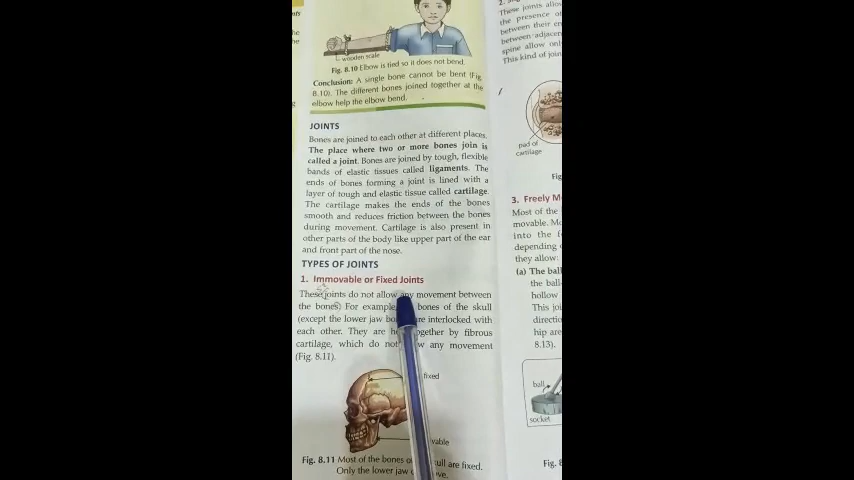 wooden scale
Fig. 8.10 Elbow is tied so it does not bend.
Conclusion: A single bone cannot be bent (Fig.
8.10). The different bones joined together at the
elbow help the elbow bend.
JOINTS
Bones are joined to each other at different places.
The place where two or more bones join is
called a joint. Bones are joined by tough, flexible
bands of elastic tissues called ligaments. The
ends of bones forming a joint is lined with a
layer of tough and elastic tissue called cartilage.
The cartilage makes the ends of the bones
smooth and reduces friction between the bones
during movement. Cartilage is also present in
other parts of the body like upper part of the ear
and front part of the nose.
TYPES OF JOINTS
1. Immovable or Fixed Joints
These joints do not allow any movement between
the bones. For example, bones of the skull
(except the lower jaw are interlocked with
each other. They are by fibrous
cartilage, which do not any movement
(Fig. 8.11).
fixed
Fig. 8.11 Most of the bones are fixed.
Only the lower jaw
2.
These joints
the presence
between their
between adjacen
spine allow onl
This kind of join
pad of
cartilage
Fig
3. Freely M
Most of the
movable. M
into the f
depending
they allow:
(a) The ball
the ball
hollow
This joi
directio
hip are
8.13).
ball
socket
Fig. 8